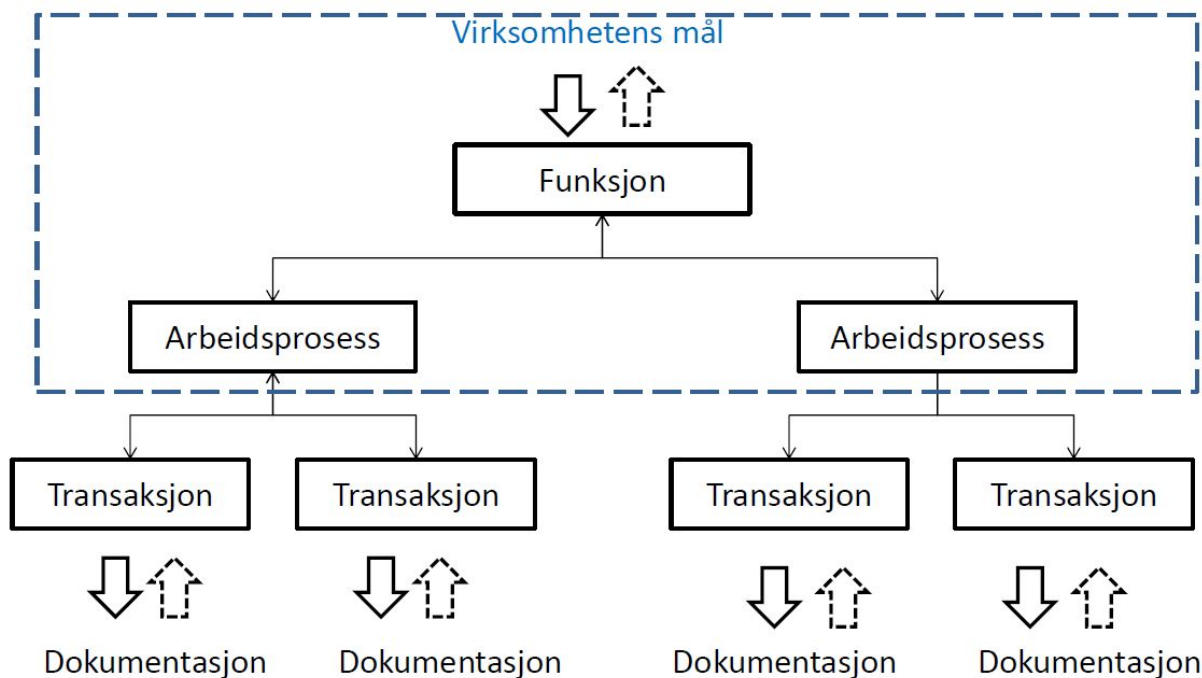 Virksomhetens mål
Funksjon
Arbeidsprosess
Arbeidsprosess
Transaksjon
Transaksjon
Transaksjon
Transaksjon
Dokumentasjon
Dokumentasjon
Dokumentasjon
Dokumentasjon